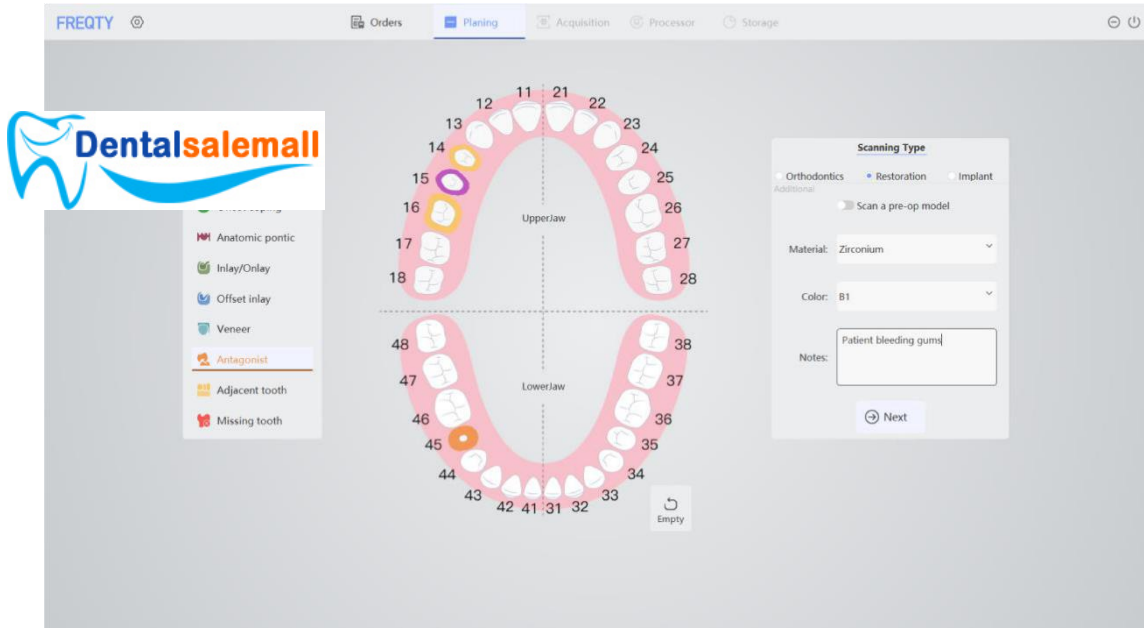 FREQTY
Orders
Planing
Acquisition
Processor
Storage
Dentalsalemall
Anatomic pontic
Inlay/Onlay
Offset inlay
Veneer
Antagonist
Adjacent tooth
Missing tooth
11 21
12 22
13 23
14 24
15 25
16 26
UpperJaw
17 27
18 28
48 38
47 37
LowerJaw
46 36
45 35
44 34
43 33
42 41 31 32
Empty
Scanning Type
Orthodontics Restoration Implant
Additional
Scan a pre-op model
Material: Zirconium
Color: B1
Notes: Patient bleeding gums
Next